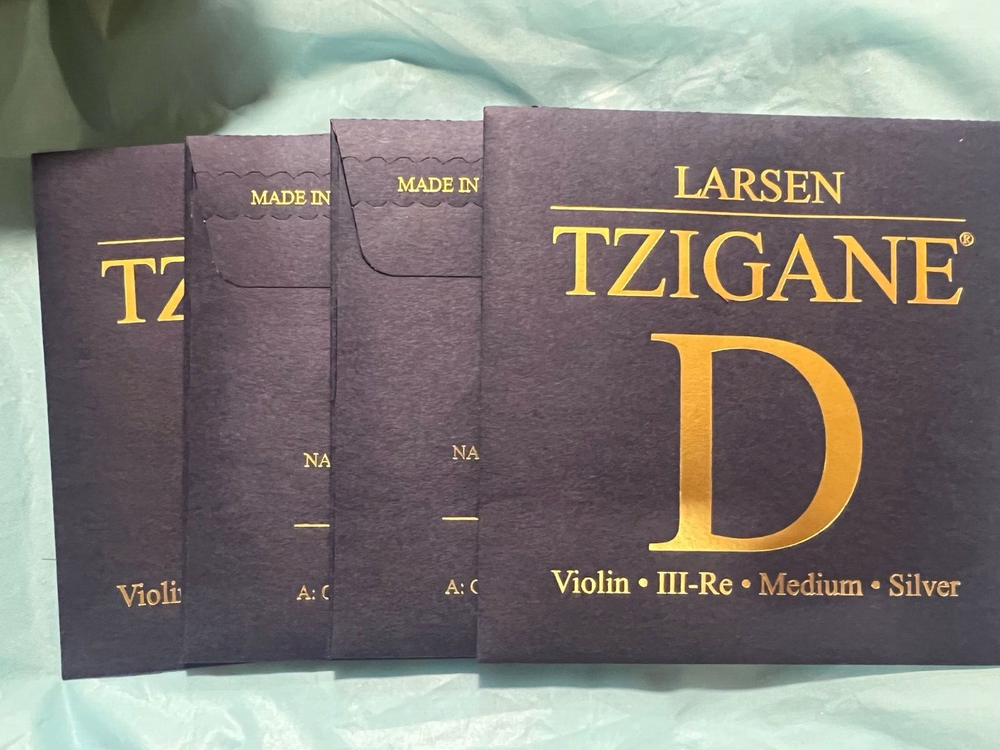 TZ
Violi
MADE IN
NA
A: C
MADE IN
NA
A: C
LARSEN
TZIGANE®
D
Violin • III-Re • Medium • Silver